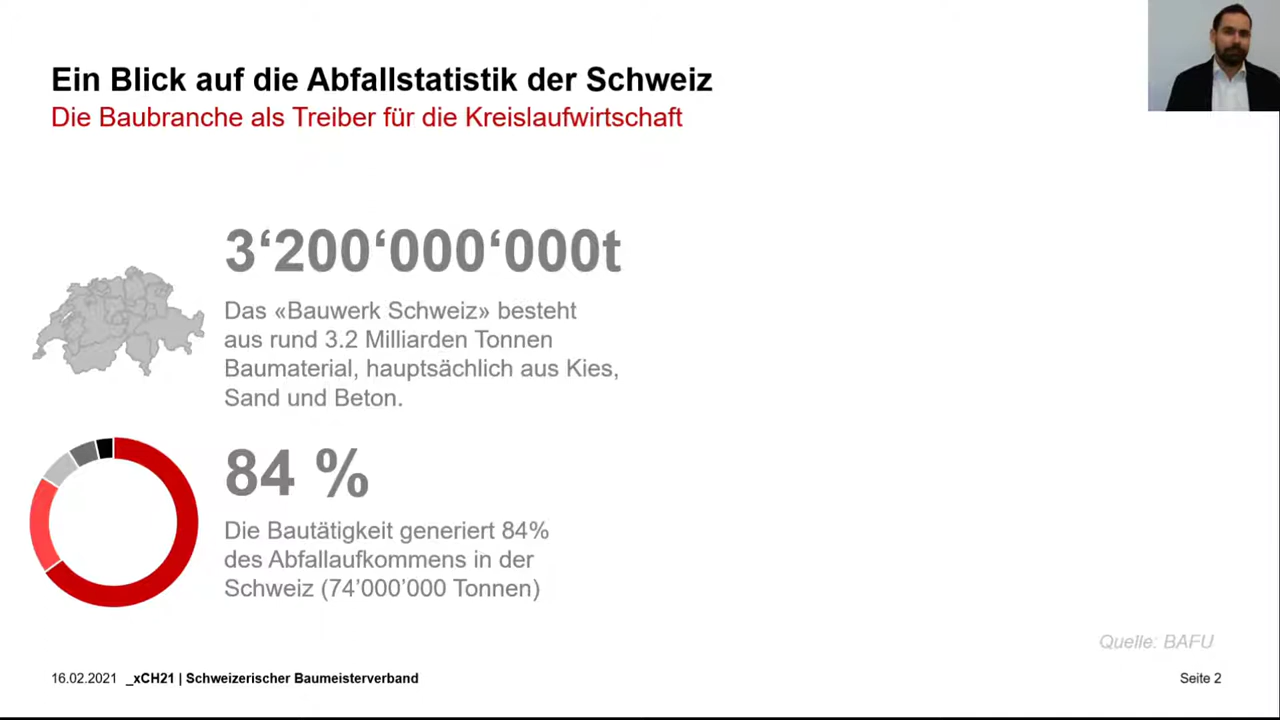 Ein Blick auf die Abfallstatistik der Schweiz
Die Baubranche als Treiber für die Kreislaufwirtschaft
3‘200‘000‘000t
Das «Bauwerk Schweiz» besteht
aus rund 3.2 Milliarden Tonnen
Baumaterial, hauptsächlich aus Kies,
Sand und Beton.
84 %
Die Bautätigkeit generiert 84%
des Abfallaufkommens in der
Schweiz (74’000’000 Tonnen)
Quelle: BAFU
16.02.2021 _xCH21 | Schweizerischer Baumeisterverband
Seite 2